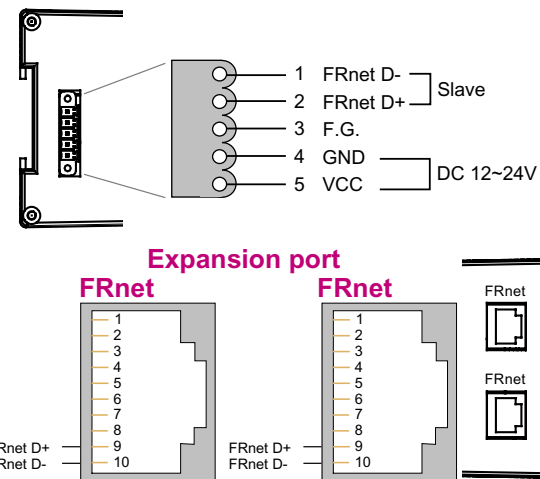 1 FRnet D-
2 FRnet D+
Slave
3 F.G.
4 GND
5 VCC
DC 12~24V
Expansion port
FRnet FRnet
FRnet
1
2
3
4
5
6
7
8
9
10
Rnet D+
Rnet D-
1
2
3
4
5
6
7
8
9
10
FRnet D+
FRnet D-
FRnet